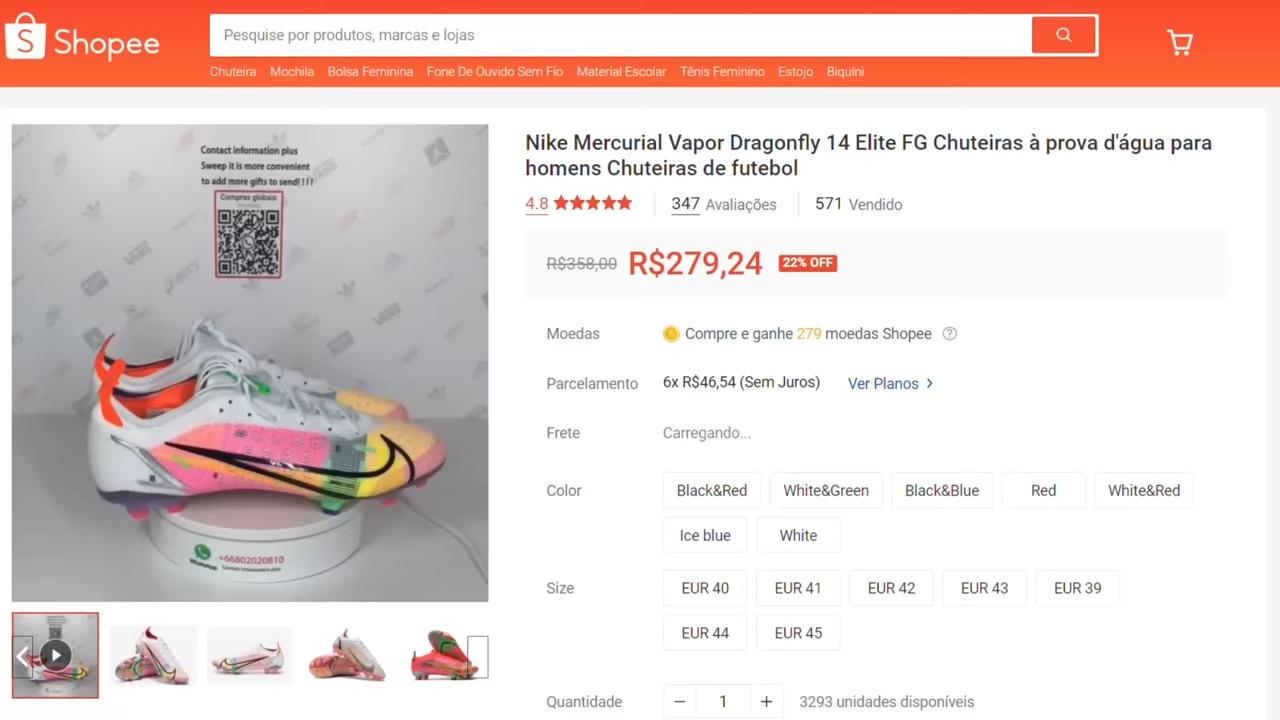 Shopee
Pesquise por produtos, marcas e lojas
Chuteira Mochila Bolsa Feminina Fone De Ouvido Sem Fio Material Escolar Tênis Feminino Estojo Biquíni
Contact information plus
Sweep it is more convenient
to add more gifts to send!!!!
Compras globais
WhatsApp
+66802020810
Contact information plus
Nike Mercurial Vapor Dragonfly 14 Elite FG Chuteiras à prova d'água para
homens Chuteiras de futebol
4.8
347 Avaliações
571 Vendido
R$358,00 R$279,24 22% OFF
Moedas Compre e ganhe 279 moedas Shopee ?
Parcelamento 6x R$46,54 (Sem Juros) Ver Planos >
Frete Carregando...
Color Black&Red White&Green Black&Blue Red White&Red
Ice blue White
Size EUR 40 EUR 41 EUR 42 EUR 43 EUR 39
EUR 44 EUR 45
Quantidade − 1 + 3293 unidades disponíveis